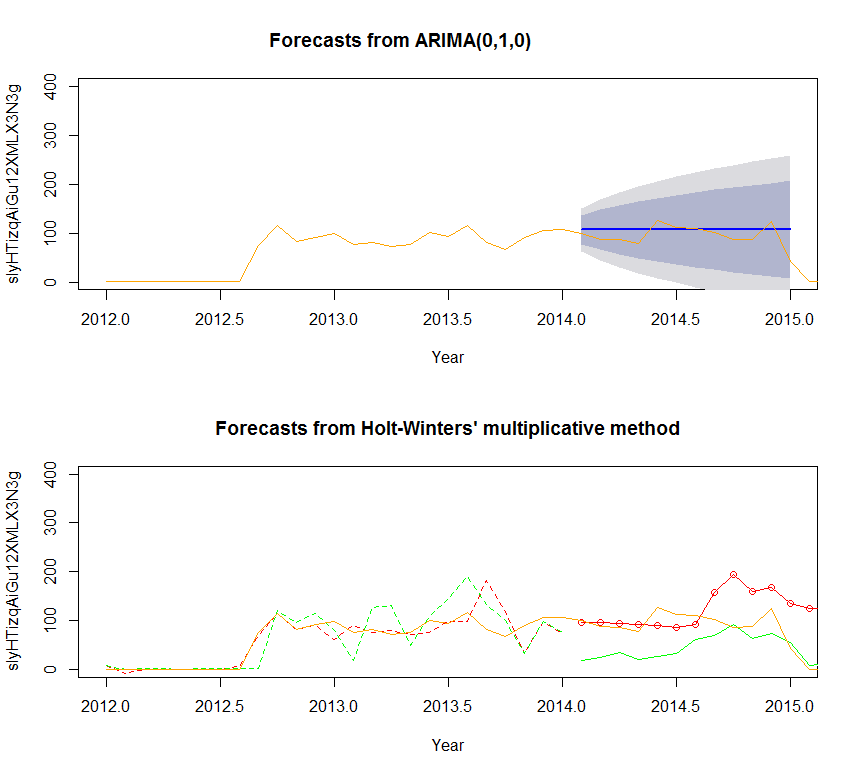 Forecasts from ARIMA(0,1,0)
slyHTizqAiGu12XMLX3N3g
400
300
200
100
0
2012.0 2012.5 2013.0 2013.5 2014.0 2014.5 2015.0
Year
Forecasts from Holt-Winters' multiplicative method
slyHTizqAiGu12XMLX3N3g
400
300
200
100
0
2012.0 2012.5 2013.0 2013.5 2014.0 2014.5 2015.0
Year